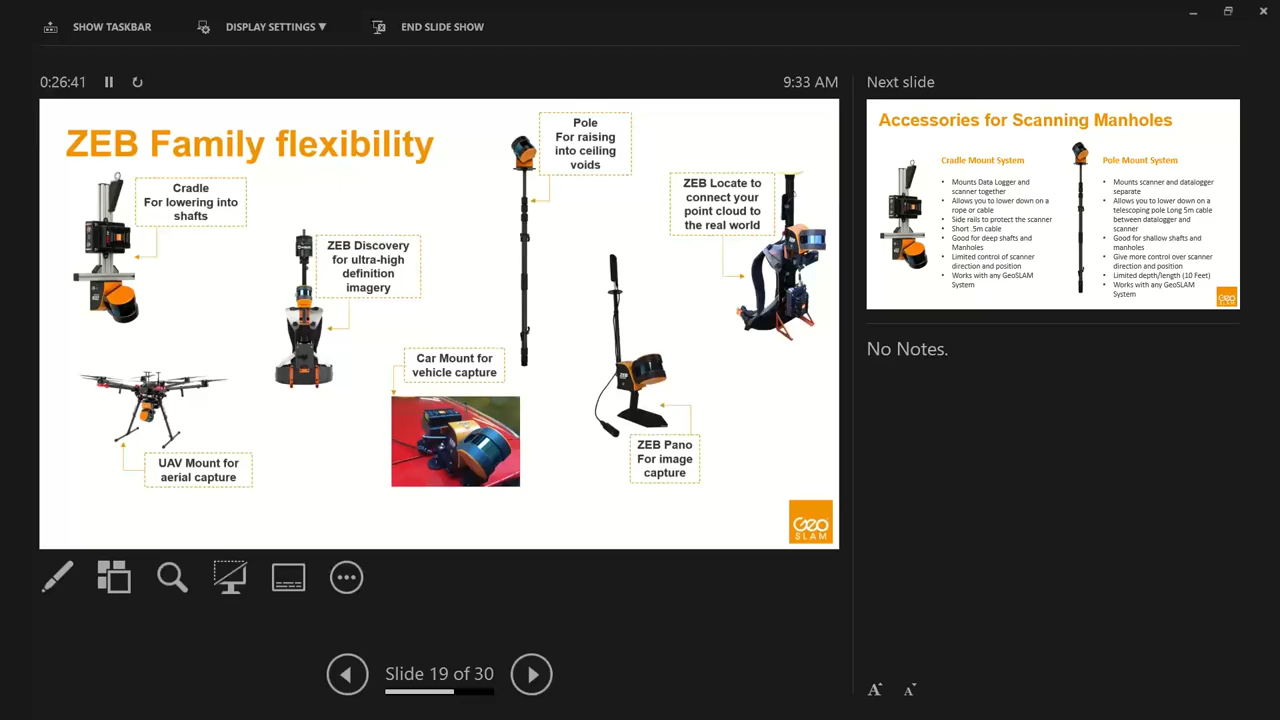 SHOW TASKBAR
DISPLAY SETTINGS ▼
END SLIDE SHOW
0:26:41
9:33 AM
ZEB Family flexibility
Cradle
For lowering into
shafts
ZEB Discovery
for ultra-high
definition
imagery
Pole
For raising
into ceiling
voids
ZEB Locate to
connect your
point cloud to
the real world
Car Mount for
vehicle capture
UAV Mount for
aerial capture
ZEB Pano
For image
capture
Geo
SLAM
Next slide
Accessories for Scanning Manholes
Cradle Mount System
• Mounts Data Logger and
scanner together
• Allows you to lower down on a
rope or cable
• Side rails to protect the scanner
• Short .5m cable
• Good for deep shafts and
Manholes
• Limited control of scanner
direction and position
• Works with any GeoSLAM
System
Pole Mount System
• Mounts scanner and datalogger
separate
• Allows you to lower down on a
telescoping pole Long 5m cable
between datalogger and
scanner
• Good for shallow shafts and
manholes
• Give more control over scanner
direction and position
• Limited depth/length (10 Feet)
• Works with any GeoSLAM
System
Geo
SLAM
No Notes.
Slide 19 of 30
A
A